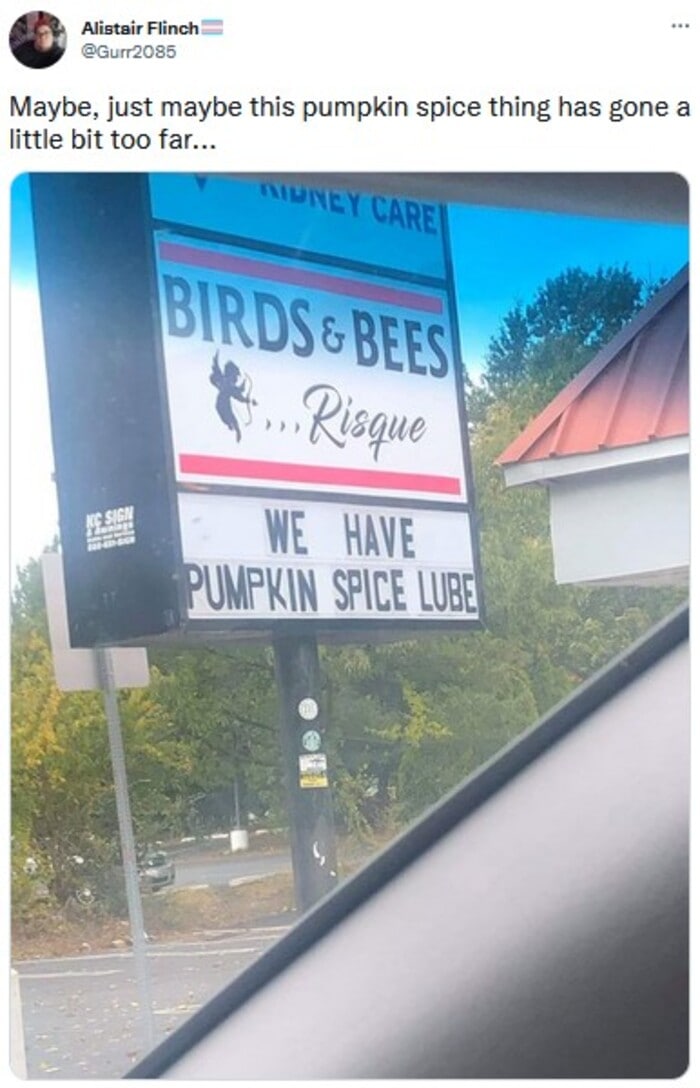 Alistair Flinch
@Gurr2085
Maybe, just maybe this pumpkin spice thing has gone a
little bit too far...
KIDNEY CARE
BIRDS & BEES
...Risque
KC SIGN
& Awnings
WE HAVE
PUMPKIN SPICE LUBE